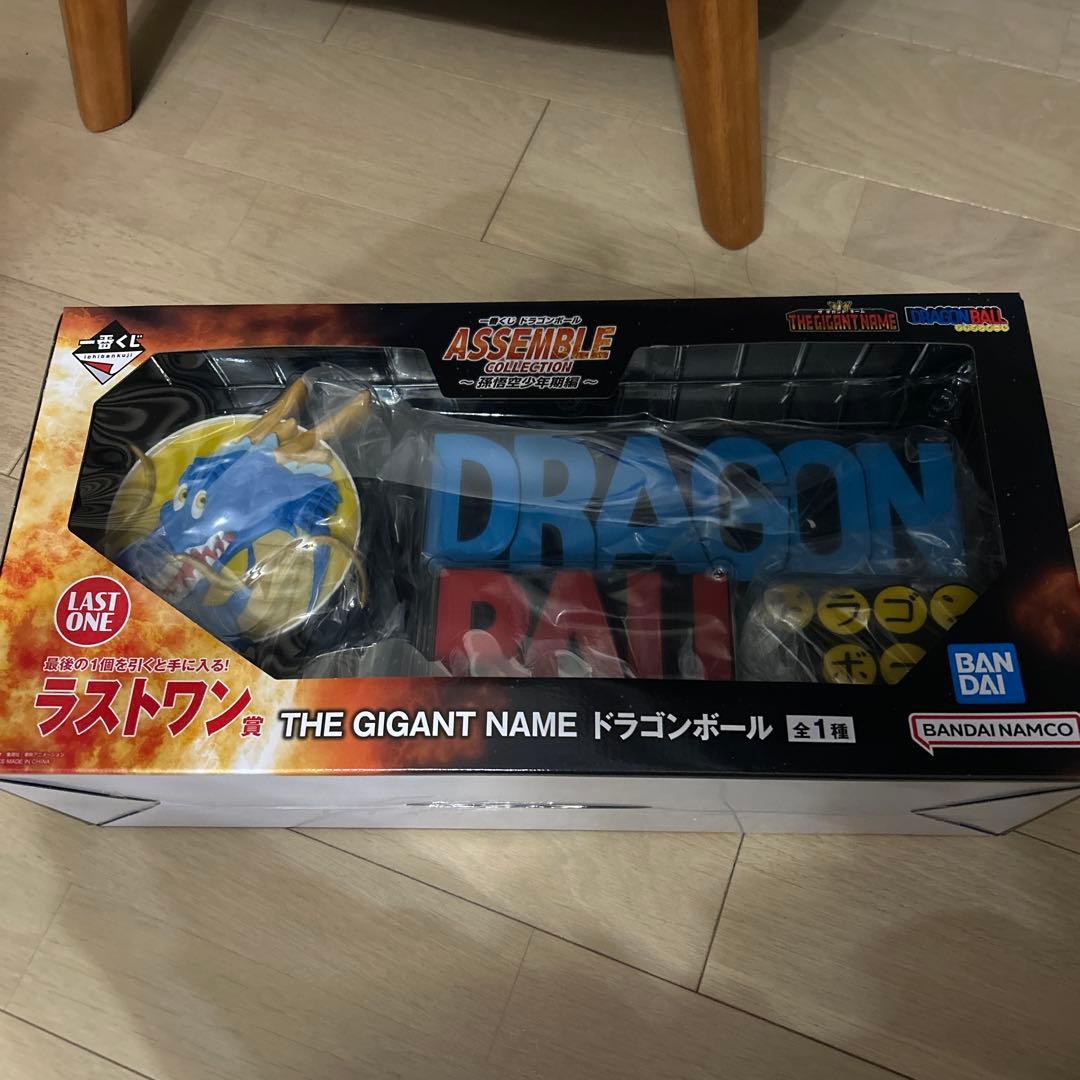 一番くじ
ichibankuji
一番くじ ドラゴンボール
ASSEMBLE
COLLECTION
～孫悟空少年期編～
THE GIGANT NAME
DRAGON BALL
DRAGON
BALL
ドラゴン
ボー
LAST
ONE
最後の1個を引くと手に入る!
ラストワン賞
THE GIGANT NAME ドラゴンボール 全1種
BAN
DAI
BANDAI NAMCO
MADE IN CHINA